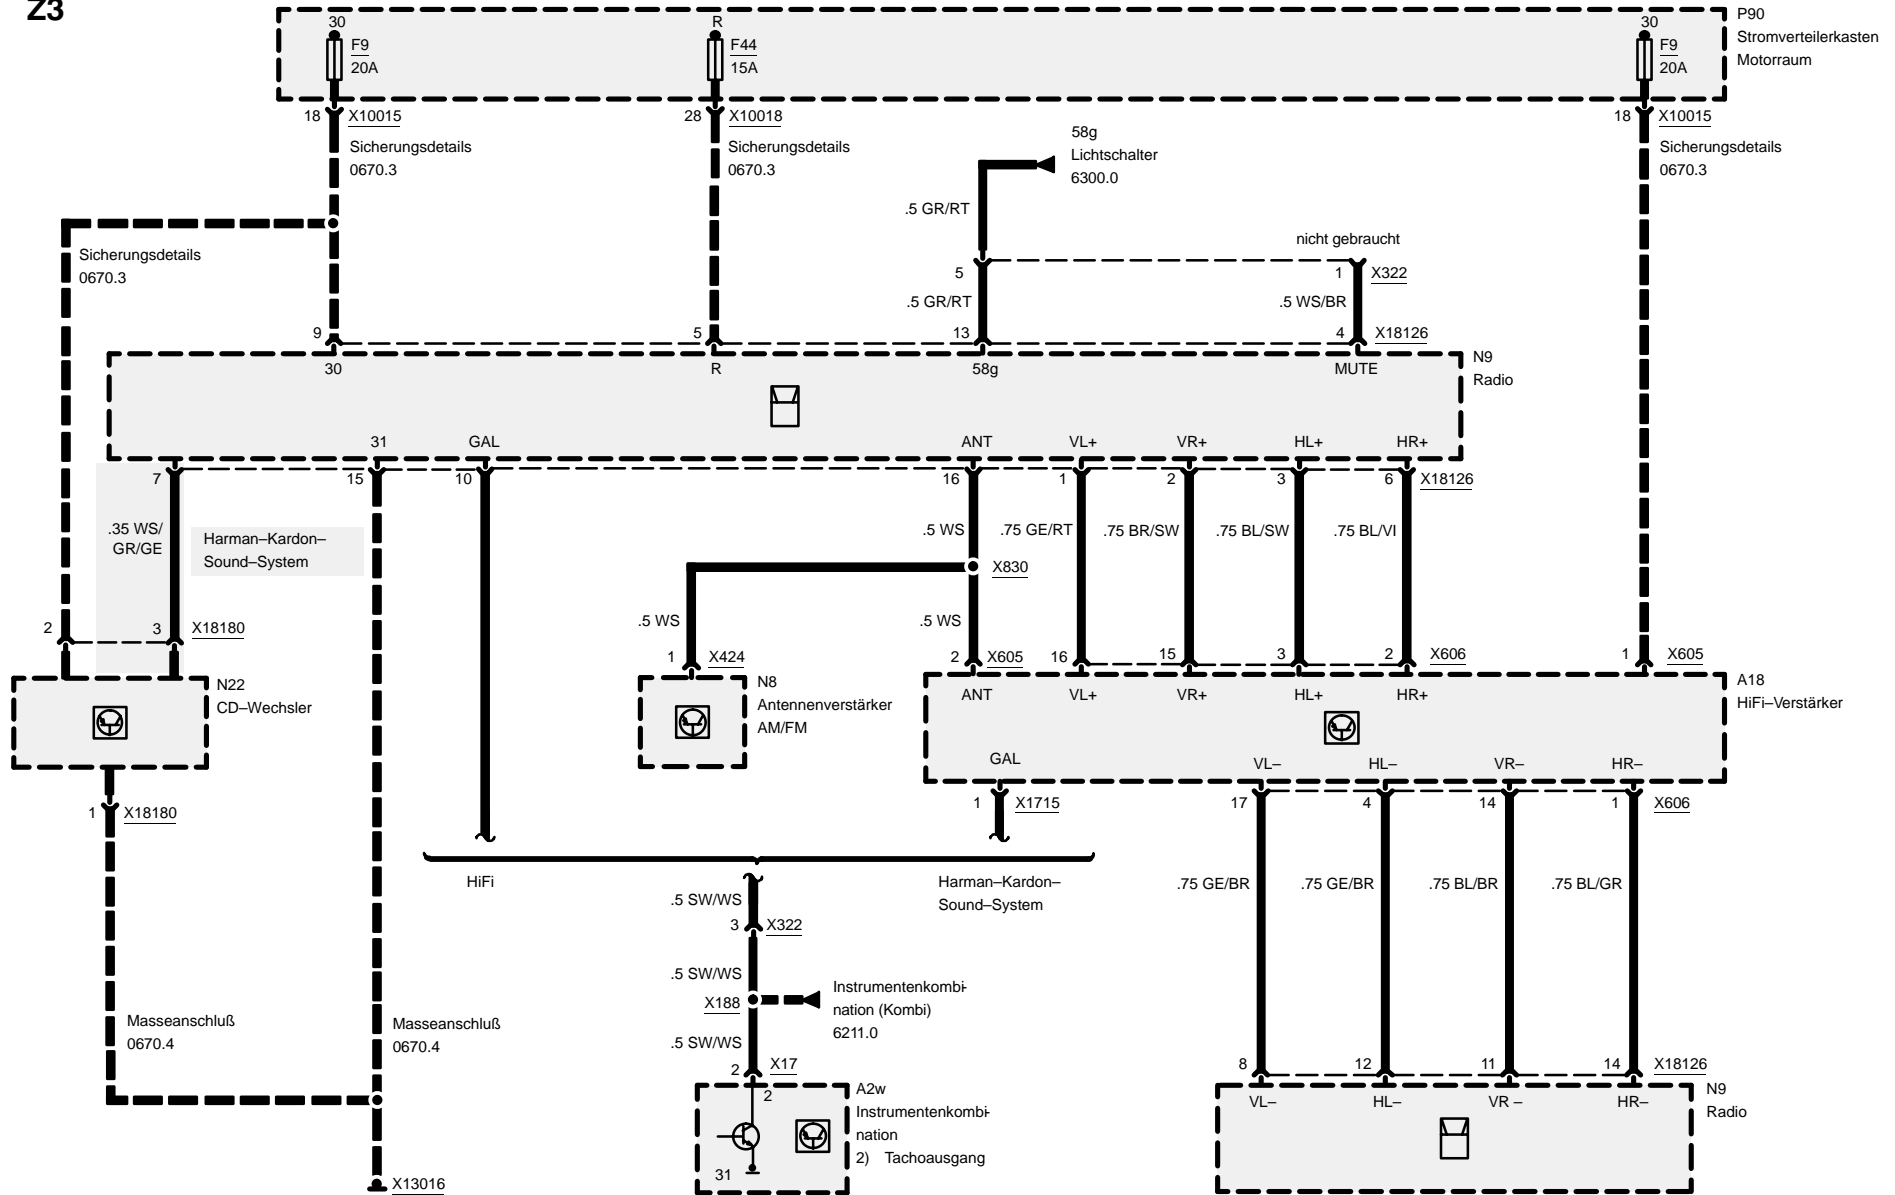 Z3
P90
Stromverteilerkasten
Motorraum
30
F9
20A
R
F44
15A
30
F9
20A
18
X10015
Sicherungsdetails
0670.3
28
X10018
Sicherungsdetails
0670.3
18
X10015
Sicherungsdetails
0670.3
58g
Lichtschalter
6300.0
.5 GR/RT
Sicherungsdetails
0670.3
nicht gebraucht
5
1
X322
.5 GR/RT
.5 WS/BR
9
5
13
4
X18126
30
R
58g
MUTE
N9
Radio
31
GAL
ANT
VL+
VR+
HL+
HR+
7
15
10
16
1
2
3
6
X18126
.35 WS/
GR/GE
Harman–Kardon–
Sound–System
.5 WS
.75 GE/RT
.75 BR/SW
.75 BL/SW
.75 BL/VI
X830
.5 WS
.5 WS
2
3
X18180
1
X424
2
X605
16
15
3
2
X606
1
X605
N22
CD–Wechsler
N8
Antennenverstärker
AM/FM
ANT
VL+
VR+
HL+
HR+
A18
HiFi–Verstärker
GAL
VL–
HL–
VR–
HR–
1
X18180
1
X1715
17
4
14
1
X606
HiFi
Harman–Kardon–
Sound–System
.5 SW/WS
3
X322
.75 GE/BR
.75 GE/BR
.75 BL/BR
.75 BL/GR
.5 SW/WS
X188
Instrumentenkombi-
nation (Kombi)
6211.0
.5 SW/WS
Masseanschluß
0670.4
Masseanschluß
0670.4
2
X17
8
12
11
14
X18126
2
31
A2w
Instrumentenkombi-
nation
2) Tachoausgang
VL–
HL–
VR –
HR–
N9
Radio
X13016